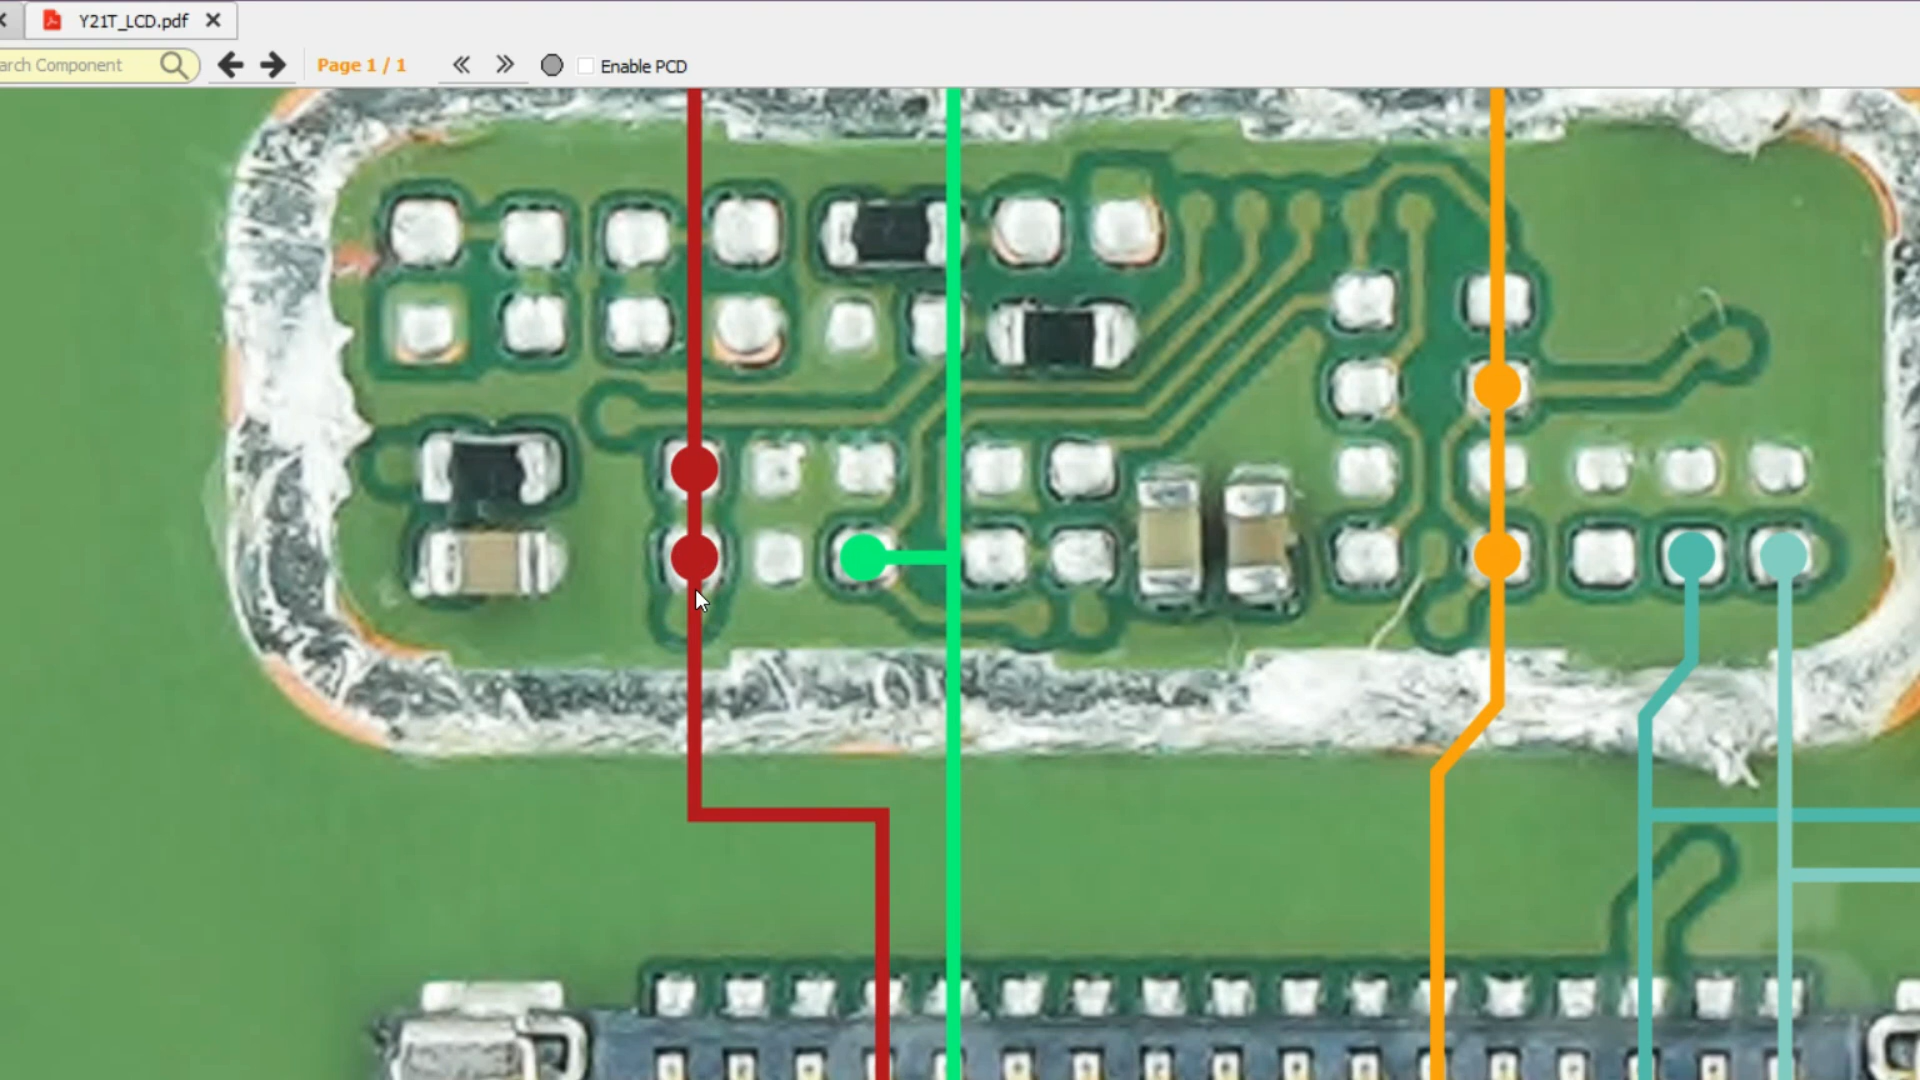 Y21T_LCD.pdf
arch Component
Page 1 / 1
Enable PCD